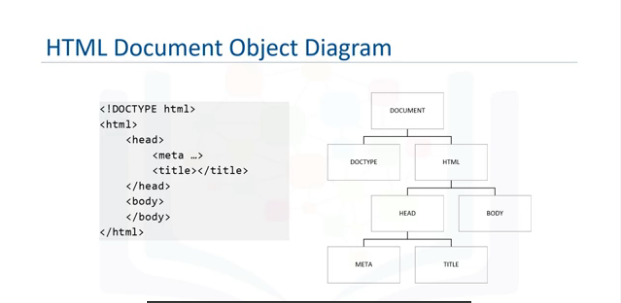 HTML Document Object Diagram
<!DOCTYPE html>
<html>
<head>
<meta …>
<title></title>
</head>
<body>
</body>
</html>
DOCUMENT
DOCTYPE
HTML
HEAD
BODY
META
TITLE